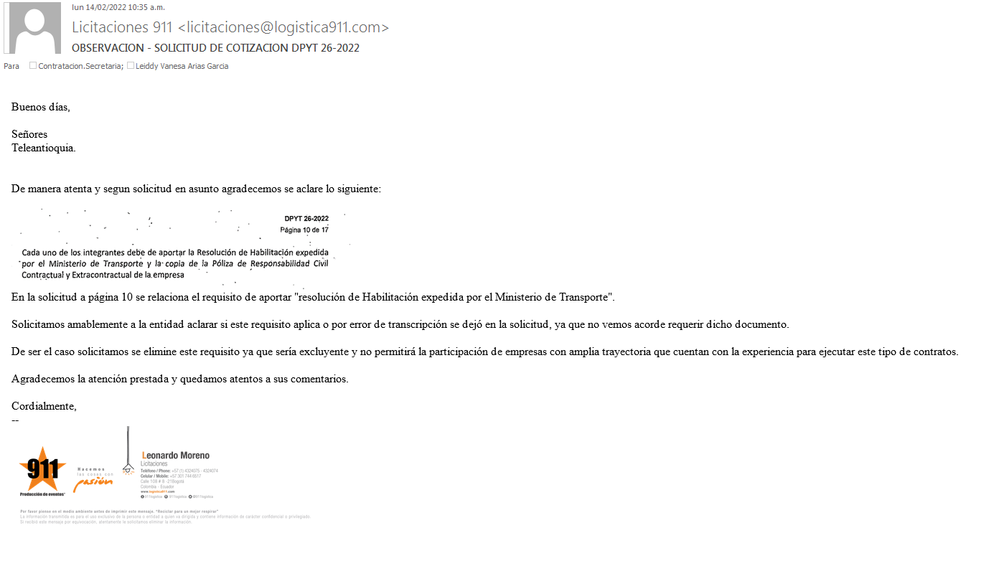 lun 14/02/2022 10:35 a.m.
Licitaciones 911 <licitaciones@logistica911.com>
OBSERVACION - SOLICITUD DE COTIZACION DPYT 26-2022
Para Contratacion.Secretaria; Leiddy Vanesa Arias Garcia
Buenos días,
Señores
Teleantioquia.
De manera atenta y segun solicitud en asunto agradecemos se aclare lo siguiente:
DPYT 26-2022
Página 10 de 17
Cada uno de los integrantes debe de aportar la Resolución de Habilitación expedida
por el Ministerio de Transporte y la copia de la Póliza de Responsabilidad Civil
Contractual y Extracontractual de la empresa
En la solicitud a página 10 se relaciona el requisito de aportar "resolución de Habilitación expedida por el Ministerio de Transporte".
Solicitamos amablemente a la entidad aclarar si este requisito aplica o por error de transcripción se dejó en la solicitud, ya que no vemos acorde requerir dicho documento.
De ser el caso solicitamos se elimine este requisito ya que sería excluyente y no permitirá la participación de empresas con amplia trayectoria que cuentan con la experiencia para ejecutar este tipo de contratos.
Agradecemos la atención prestada y quedamos atentos a sus comentarios.
Cordialmente,
--
911
Producción de eventos
Hacemos
las cosas con
pasión
Leonardo Moreno
Licitaciones
Teléfono / Phone: +57 (1) 4324075 - 4324074
Celular / Mobile: +57 301 744 6617
Calle 108 # 8 -21Bogotá
Colombia - Ecuador
www.logistica911.com
911logistica 911logistica @911logistica
Por favor piense en el medio ambiente antes de imprimir este mensaje. "Reciclar para un mejor respirar"
La información transmitida es para el uso exclusivo de la persona o entidad a quien va dirigida y contiene información de carácter confidencial o privilegiado.
Si recibió este mensaje por equivocación, atentamente le solicitamos eliminar la información.